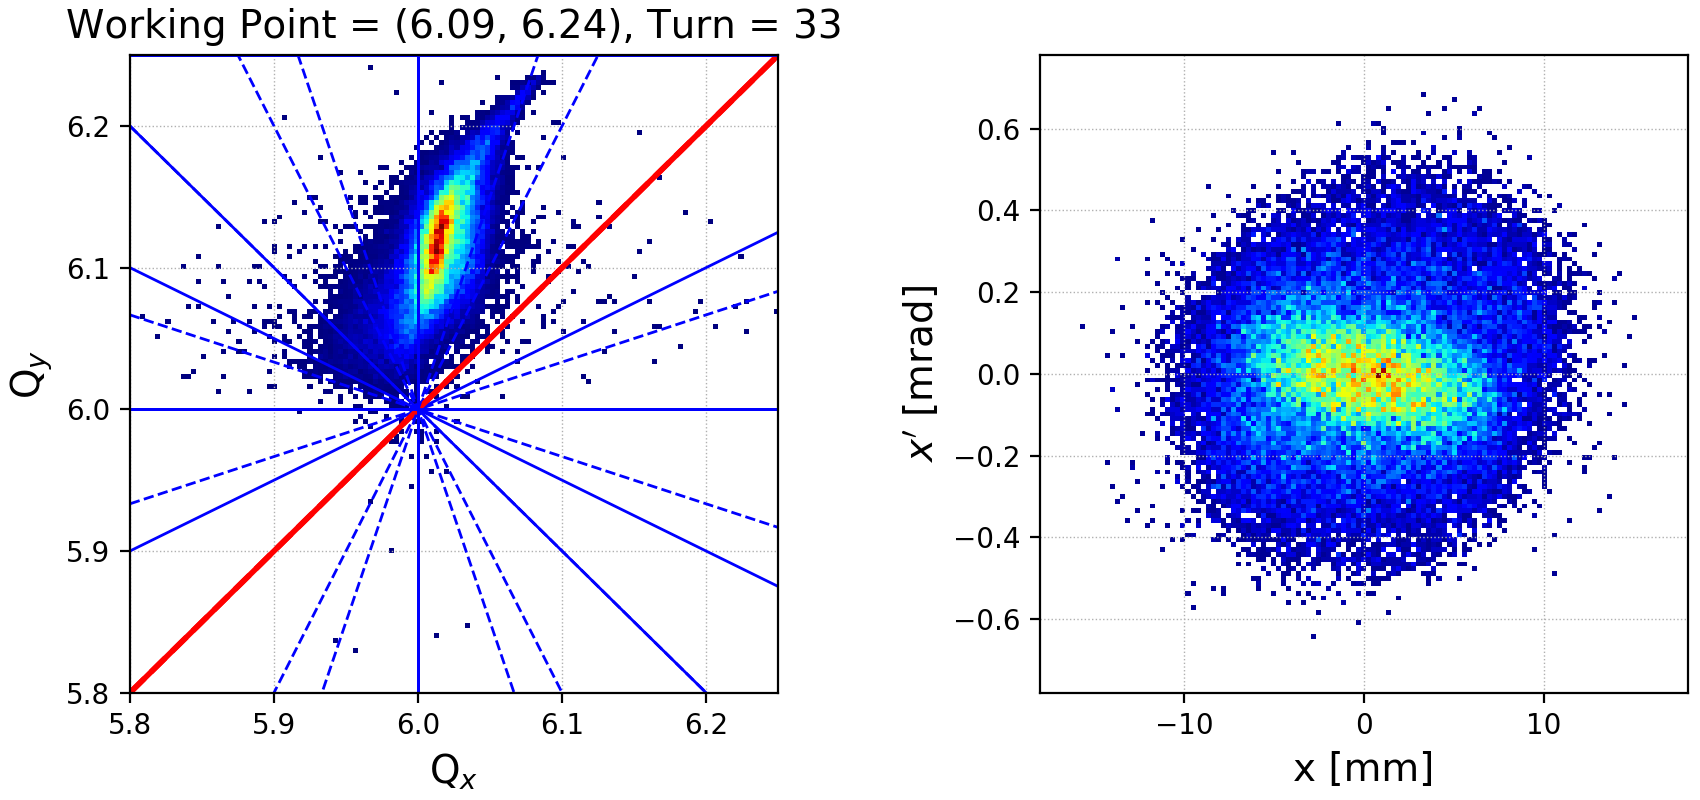 Working Point = (6.09, 6.24), Turn = 33
6.2
6.1
6.0
5.9
5.8
Q_y
5.8 5.9 6.0 6.1 6.2
Q_x
0.6
0.4
0.2
0.0
−0.2
−0.4
−0.6
x′ [mrad]
−10 0 10
x [mm]